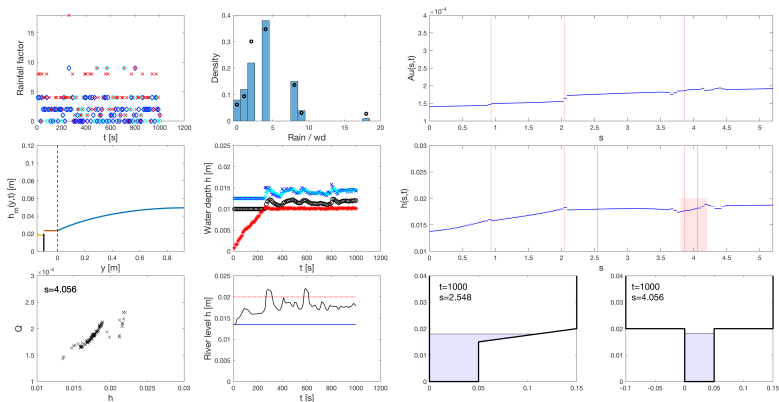 Rainfall factor
15
10
5
0
0 200 400 600 800 1000 1200
t [s]
Density
0.4
0.3
0.2
0.1
0
0 5 10 15 20
Rain / wd
×10⁻⁴
Au(s,t)
4
3.5
3
2.5
2
1.5
1
0 0.5 1 1.5 2 2.5 3 3.5 4 4.5 5
s
hₘ(y,t) [m]
0.12
0.1
0.08
0.06
0.04
0.02
0
0 0.2 0.4 0.6 0.8
y [m]
Water depth h [m]
0.03
0.025
0.02
0.015
0.01
0.005
0
0 200 400 600 800 1000 1200
t [s]
h(s,t)
0.03
0.025
0.02
0.015
0.01
0 0.5 1 1.5 2 2.5 3 3.5 4 4.5 5
s
×10⁻⁴
s=4.056
Q
3
2.5
2
1.5
1
0.01 0.015 0.02 0.025 0.03
h
River level h [m]
0.025
0.02
0.015
0.01
0.005
0
0 200 400 600 800 1000 1200
t [s]
t=1000
s=2.548
0.04
0.03
0.02
0.01
0
0 0.05 0.1 0.15
t=1000
s=4.056
0.04
0.03
0.02
0.01
0
-0.1 -0.05 0 0.05 0.1 0.15